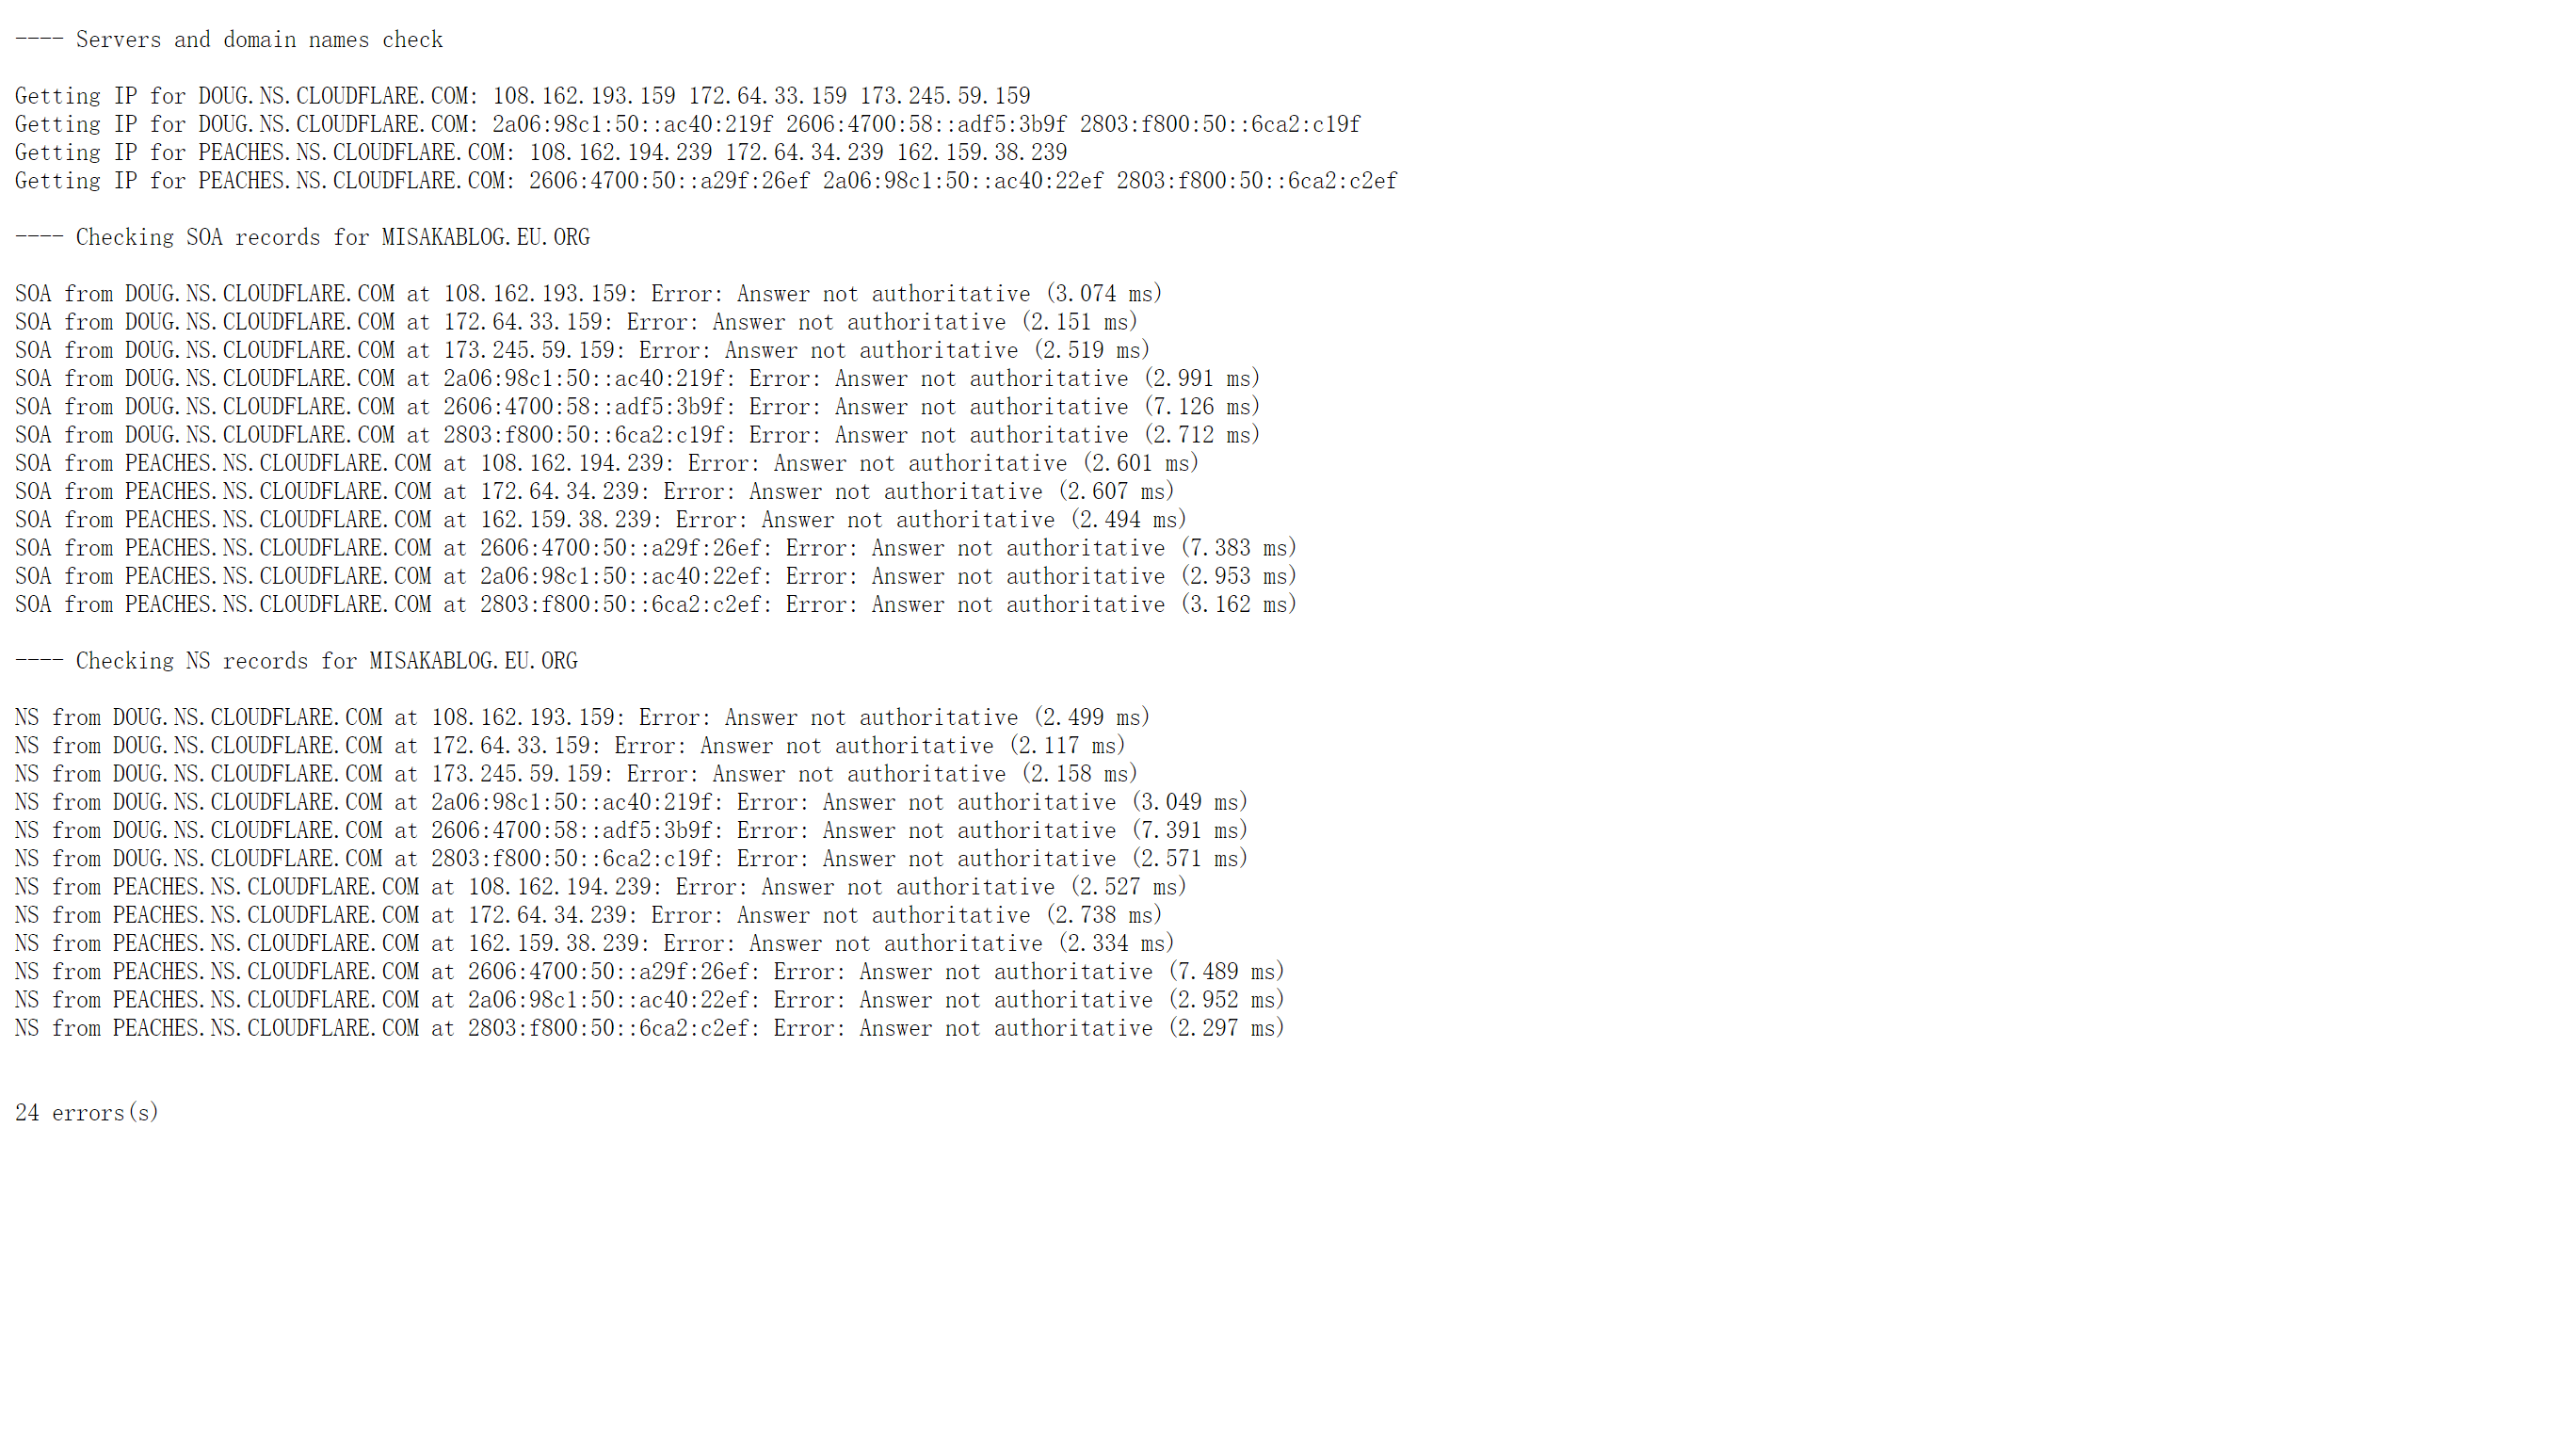 ---- Servers and domain names check
Getting IP for DOUG.NS.CLOUDFLARE.COM: 108.162.193.159 172.64.33.159 173.245.59.159
Getting IP for DOUG.NS.CLOUDFLARE.COM: 2a06:98c1:50::ac40:219f 2606:4700:58::adf5:3b9f 2803:f800:50::6ca2:c19f
Getting IP for PEACHES.NS.CLOUDFLARE.COM: 108.162.194.239 172.64.34.239 162.159.38.239
Getting IP for PEACHES.NS.CLOUDFLARE.COM: 2606:4700:50::a29f:26ef 2a06:98c1:50::ac40:22ef 2803:f800:50::6ca2:c2ef
---- Checking SOA records for MISAKABLOG.EU.ORG
SOA from DOUG.NS.CLOUDFLARE.COM at 108.162.193.159: Error: Answer not authoritative (3.074 ms)
SOA from DOUG.NS.CLOUDFLARE.COM at 172.64.33.159: Error: Answer not authoritative (2.151 ms)
SOA from DOUG.NS.CLOUDFLARE.COM at 173.245.59.159: Error: Answer not authoritative (2.519 ms)
SOA from DOUG.NS.CLOUDFLARE.COM at 2a06:98c1:50::ac40:219f: Error: Answer not authoritative (2.991 ms)
SOA from DOUG.NS.CLOUDFLARE.COM at 2606:4700:58::adf5:3b9f: Error: Answer not authoritative (7.126 ms)
SOA from DOUG.NS.CLOUDFLARE.COM at 2803:f800:50::6ca2:c19f: Error: Answer not authoritative (2.712 ms)
SOA from PEACHES.NS.CLOUDFLARE.COM at 108.162.194.239: Error: Answer not authoritative (2.601 ms)
SOA from PEACHES.NS.CLOUDFLARE.COM at 172.64.34.239: Error: Answer not authoritative (2.607 ms)
SOA from PEACHES.NS.CLOUDFLARE.COM at 162.159.38.239: Error: Answer not authoritative (2.494 ms)
SOA from PEACHES.NS.CLOUDFLARE.COM at 2606:4700:50::a29f:26ef: Error: Answer not authoritative (7.383 ms)
SOA from PEACHES.NS.CLOUDFLARE.COM at 2a06:98c1:50::ac40:22ef: Error: Answer not authoritative (2.953 ms)
SOA from PEACHES.NS.CLOUDFLARE.COM at 2803:f800:50::6ca2:c2ef: Error: Answer not authoritative (3.162 ms)
---- Checking NS records for MISAKABLOG.EU.ORG
NS from DOUG.NS.CLOUDFLARE.COM at 108.162.193.159: Error: Answer not authoritative (2.499 ms)
NS from DOUG.NS.CLOUDFLARE.COM at 172.64.33.159: Error: Answer not authoritative (2.117 ms)
NS from DOUG.NS.CLOUDFLARE.COM at 173.245.59.159: Error: Answer not authoritative (2.158 ms)
NS from DOUG.NS.CLOUDFLARE.COM at 2a06:98c1:50::ac40:219f: Error: Answer not authoritative (3.049 ms)
NS from DOUG.NS.CLOUDFLARE.COM at 2606:4700:58::adf5:3b9f: Error: Answer not authoritative (7.391 ms)
NS from DOUG.NS.CLOUDFLARE.COM at 2803:f800:50::6ca2:c19f: Error: Answer not authoritative (2.571 ms)
NS from PEACHES.NS.CLOUDFLARE.COM at 108.162.194.239: Error: Answer not authoritative (2.527 ms)
NS from PEACHES.NS.CLOUDFLARE.COM at 172.64.34.239: Error: Answer not authoritative (2.738 ms)
NS from PEACHES.NS.CLOUDFLARE.COM at 162.159.38.239: Error: Answer not authoritative (2.334 ms)
NS from PEACHES.NS.CLOUDFLARE.COM at 2606:4700:50::a29f:26ef: Error: Answer not authoritative (7.489 ms)
NS from PEACHES.NS.CLOUDFLARE.COM at 2a06:98c1:50::ac40:22ef: Error: Answer not authoritative (2.952 ms)
NS from PEACHES.NS.CLOUDFLARE.COM at 2803:f800:50::6ca2:c2ef: Error: Answer not authoritative (2.297 ms)
24 errors(s)